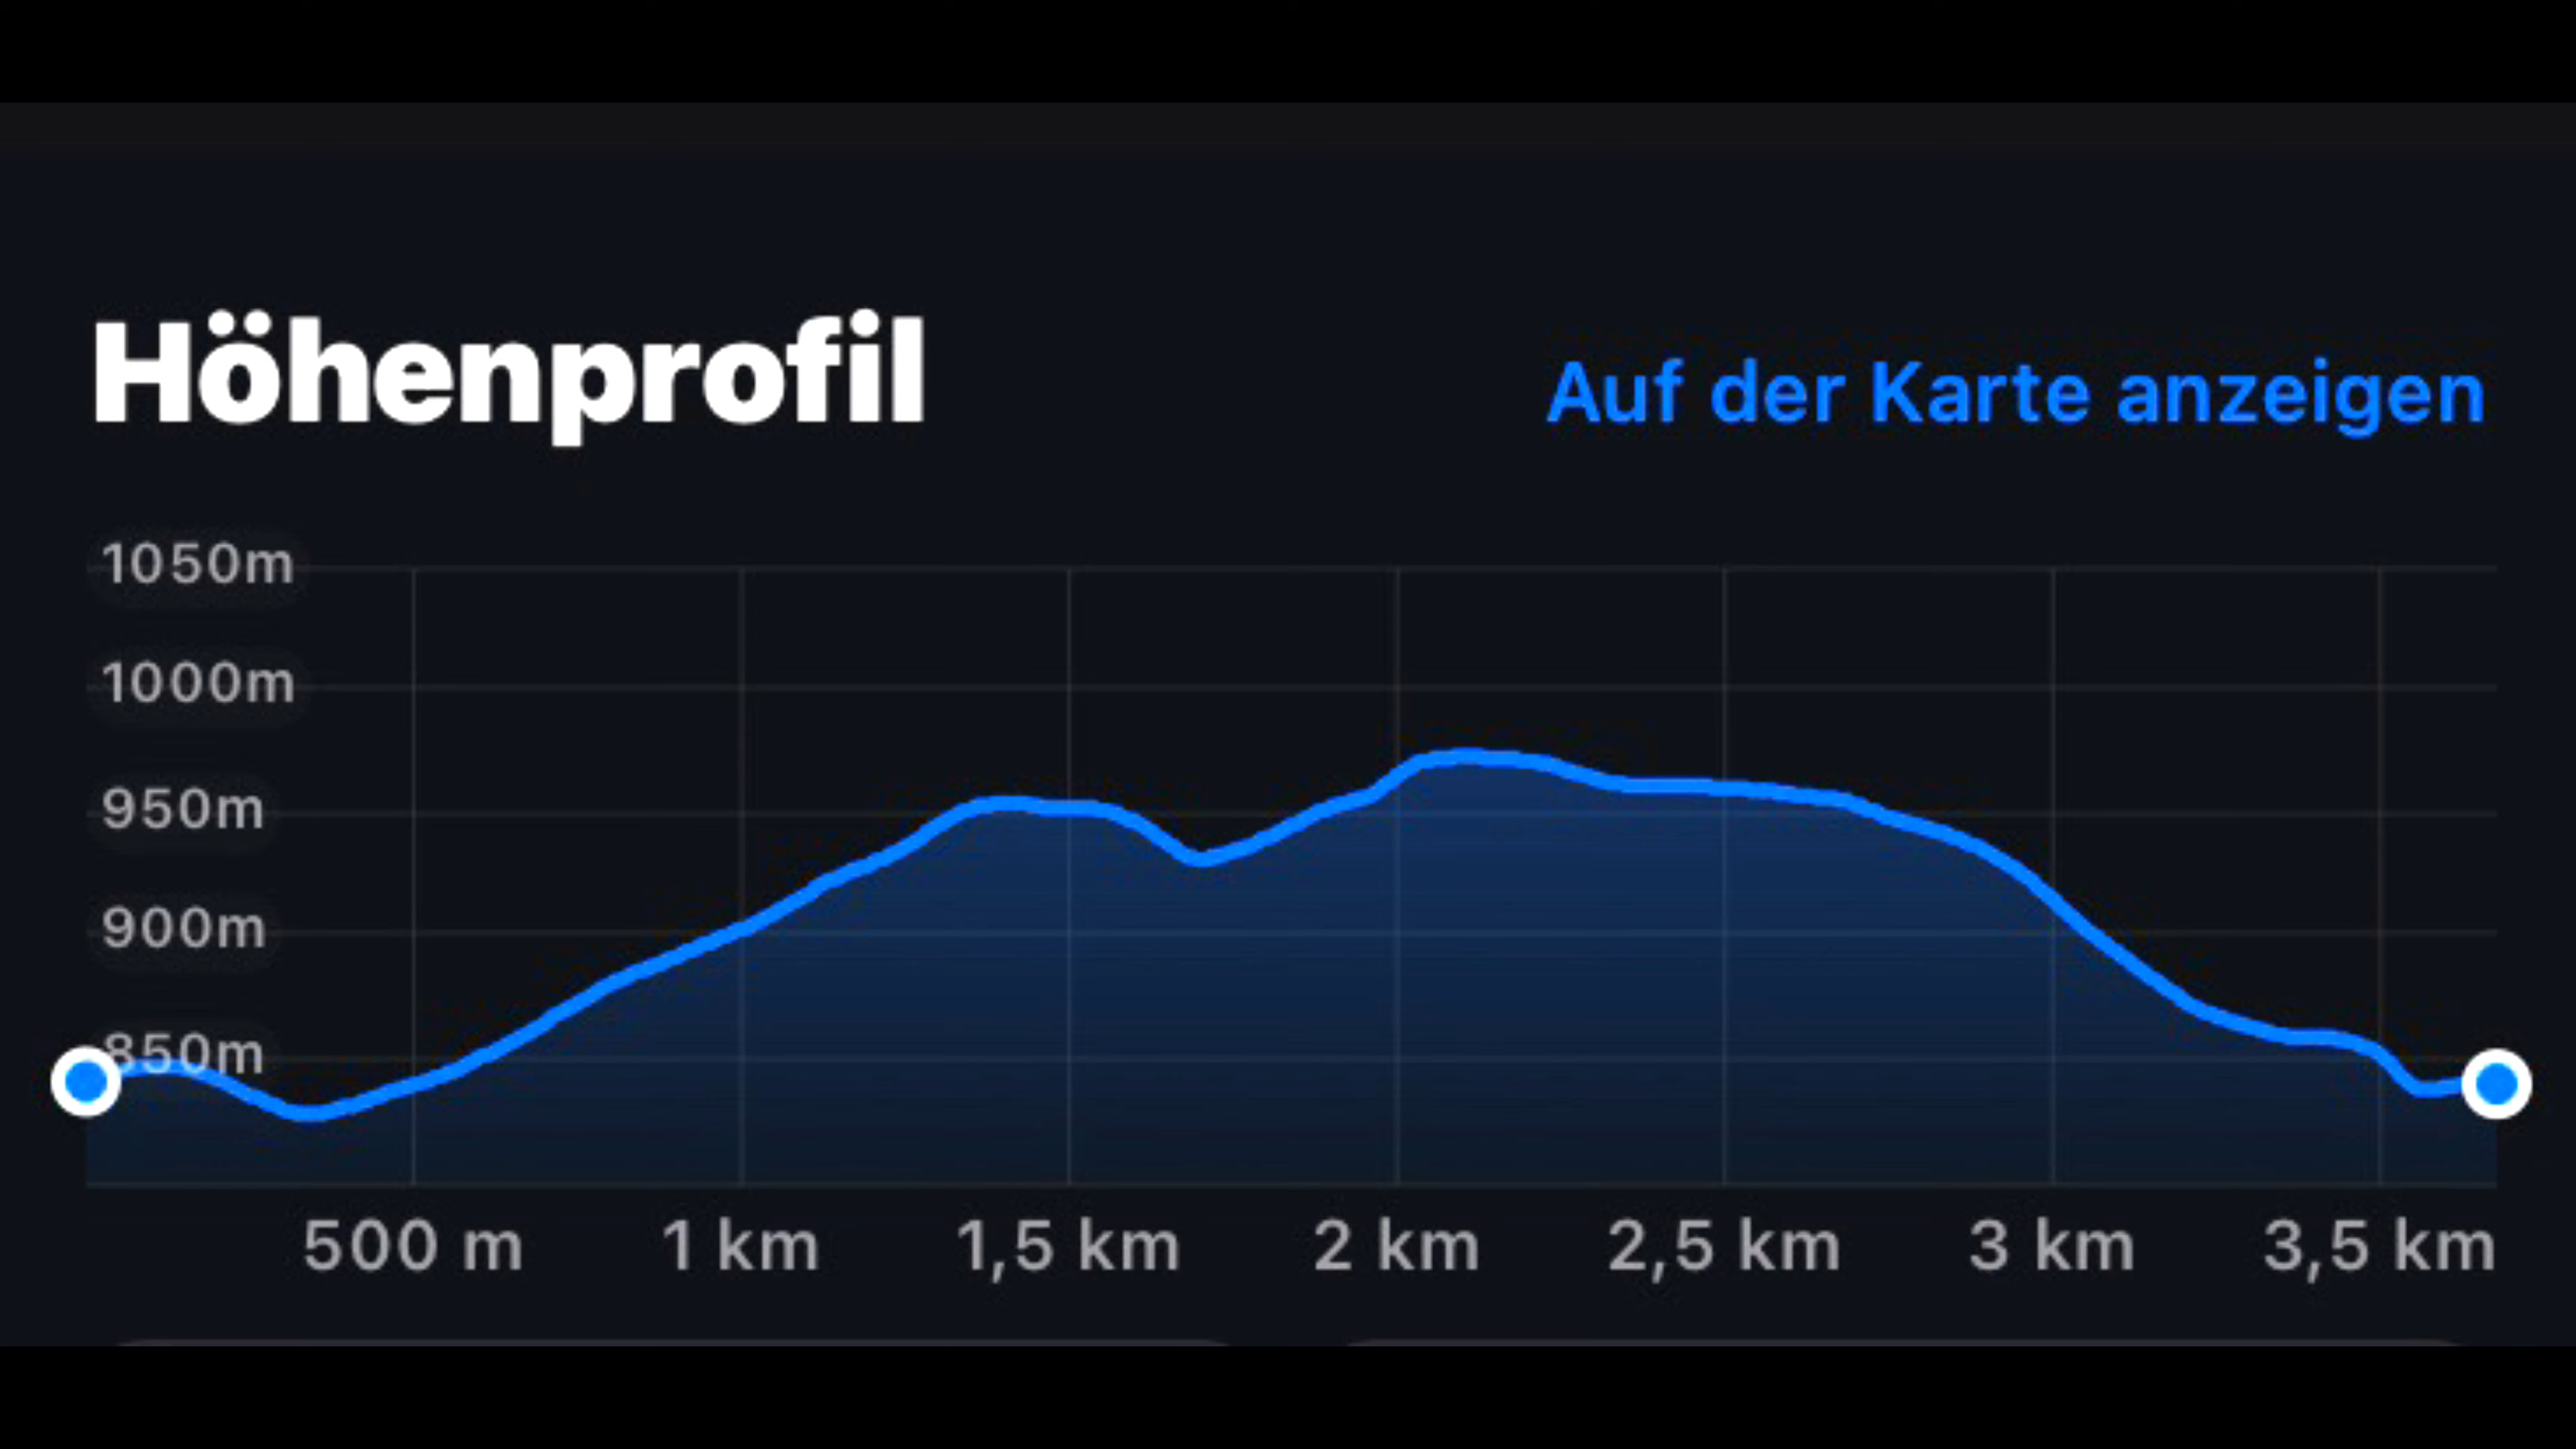 Höhenprofil
Auf der Karte anzeigen
1050m
1000m
950m
900m
850m
500 m
1 km
1,5 km
2 km
2,5 km
3 km
3,5 km